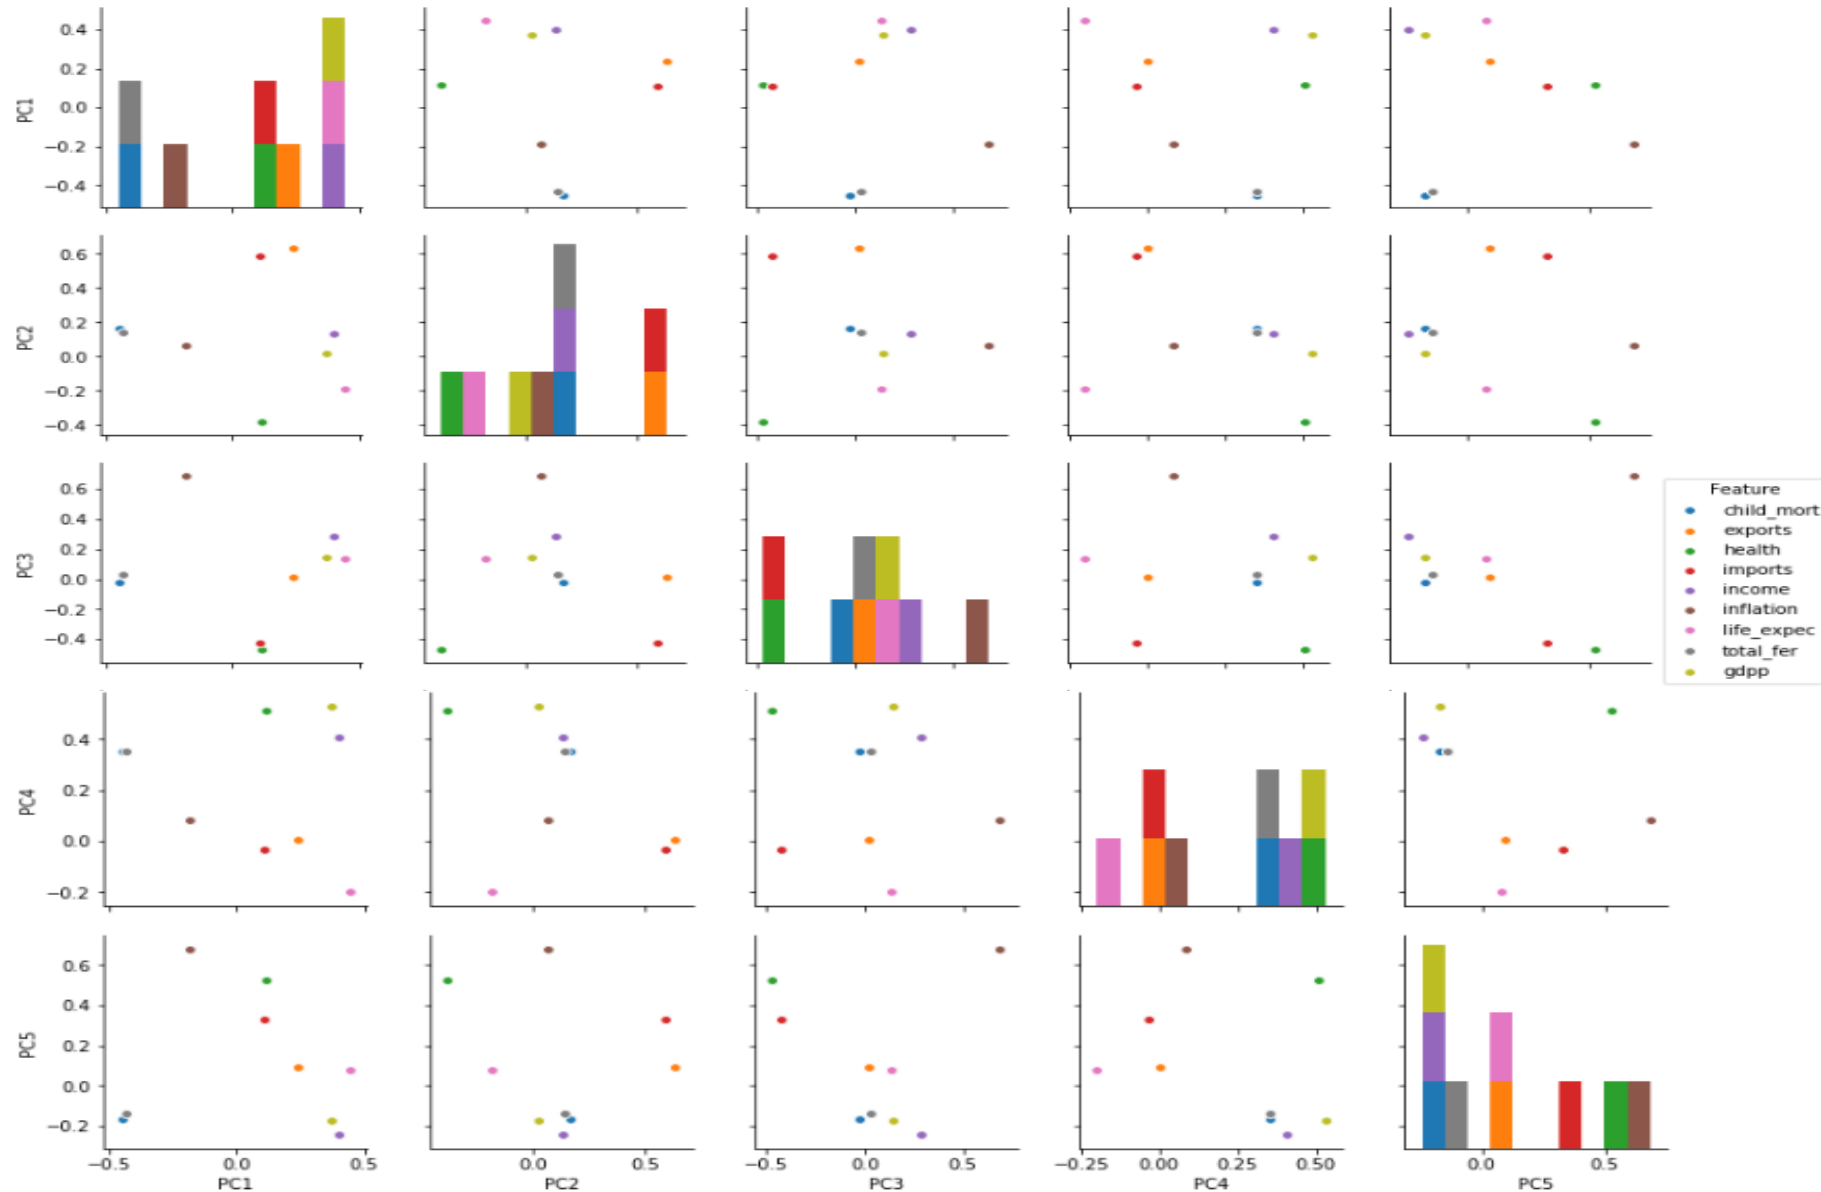 0.4
0.2
0.0
−0.2
−0.4
PC1
0.6
0.4
0.2
0.0
−0.2
−0.4
PC2
0.6
0.4
0.2
0.0
−0.2
−0.4
PC3
Feature
child_mort
exports
health
imports
income
inflation
life_expec
total_fer
gdpp
0.4
0.2
0.0
−0.2
PC4
0.6
0.4
0.2
0.0
−0.2
PC5
−0.5 0.0 0.5
PC1
0.0 0.5
PC2
−0.5 0.0 0.5
PC3
−0.25 0.00 0.25 0.50
PC4
0.0 0.5
PC5